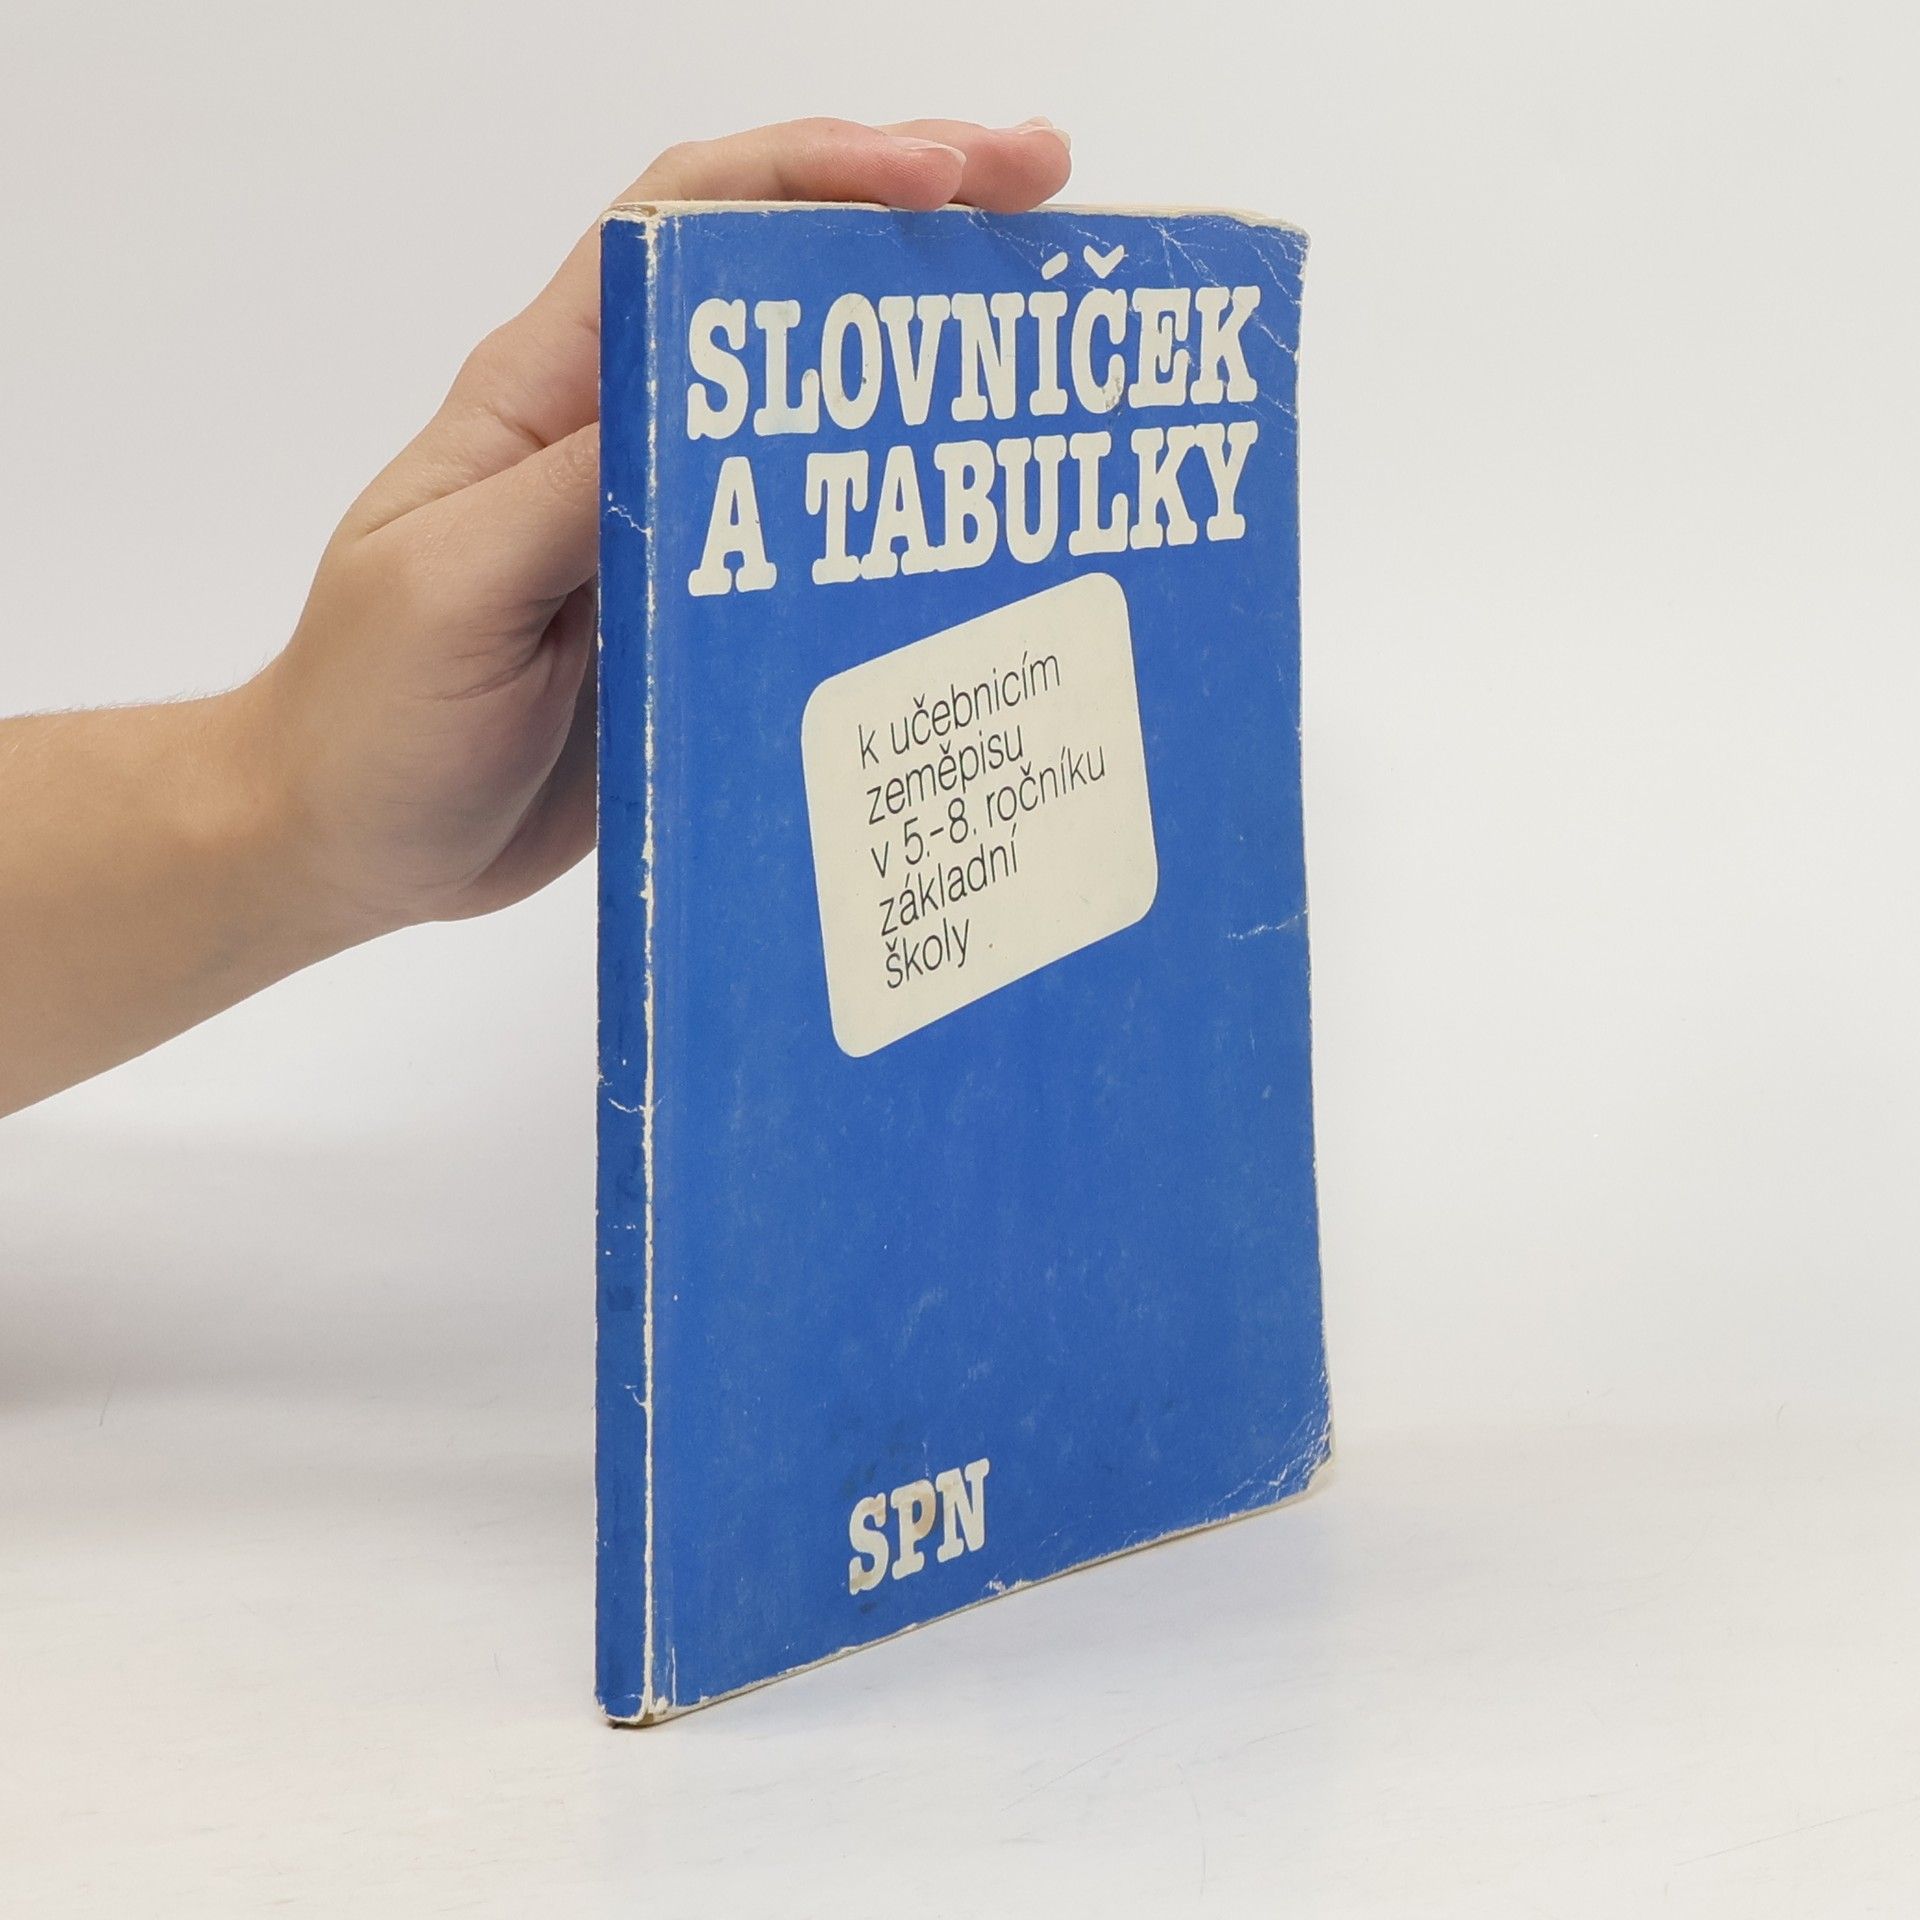 SLOVNÍČEK
A TABULKY
k učebnicím
zeměpisu
v 5.-8. ročníku
základní
školy
SPN